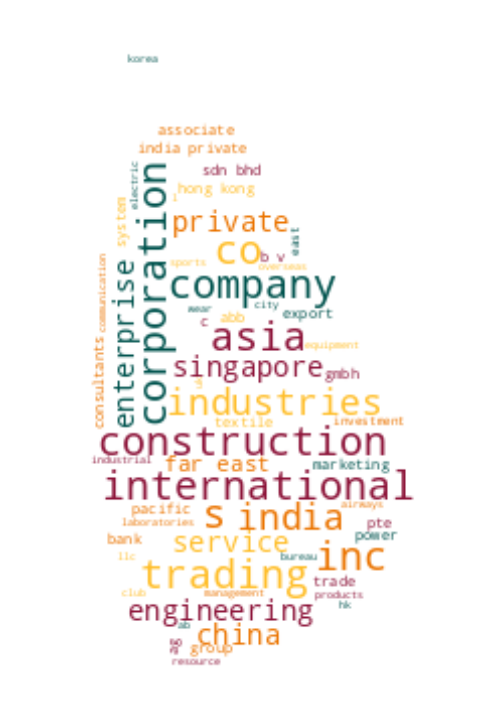 korea
associate
india private
electric
sdn bhd
hong kong
l
system
corporation
private
east
co
b v
sports
overseas
communication
enterprise
company
wear
city
export
c
abb
asia
equipment
consultants
singapore
gmbh
industries
textile
investment
construction
industrial
far east
marketing
international
pacific
s
india
airways
laboratories
pte
bank
service
power
llc
bureau
inc
trading
trade
club
management
products
engineering
hk
ab
china
group
resource